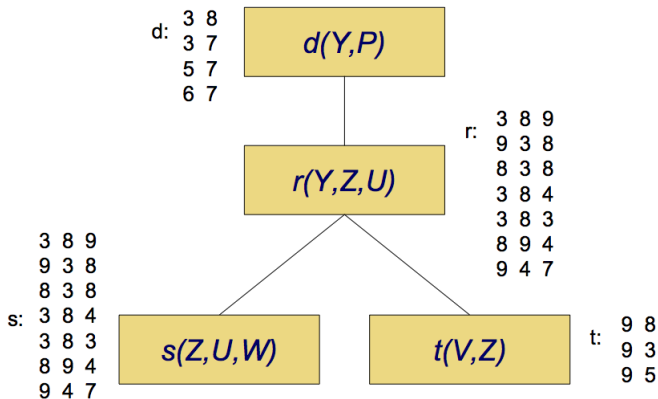 d:
3 8
3 7
5 7
6 7
d(Y,P)
r:
3 8 9
9 3 8
8 3 8
3 8 4
3 8 3
8 9 4
9 4 7
r(Y,Z,U)
s:
3 8 9
9 3 8
8 3 8
3 8 4
3 8 3
8 9 4
9 4 7
s(Z,U,W)
t(V,Z)
t:
9 8
9 3
9 5